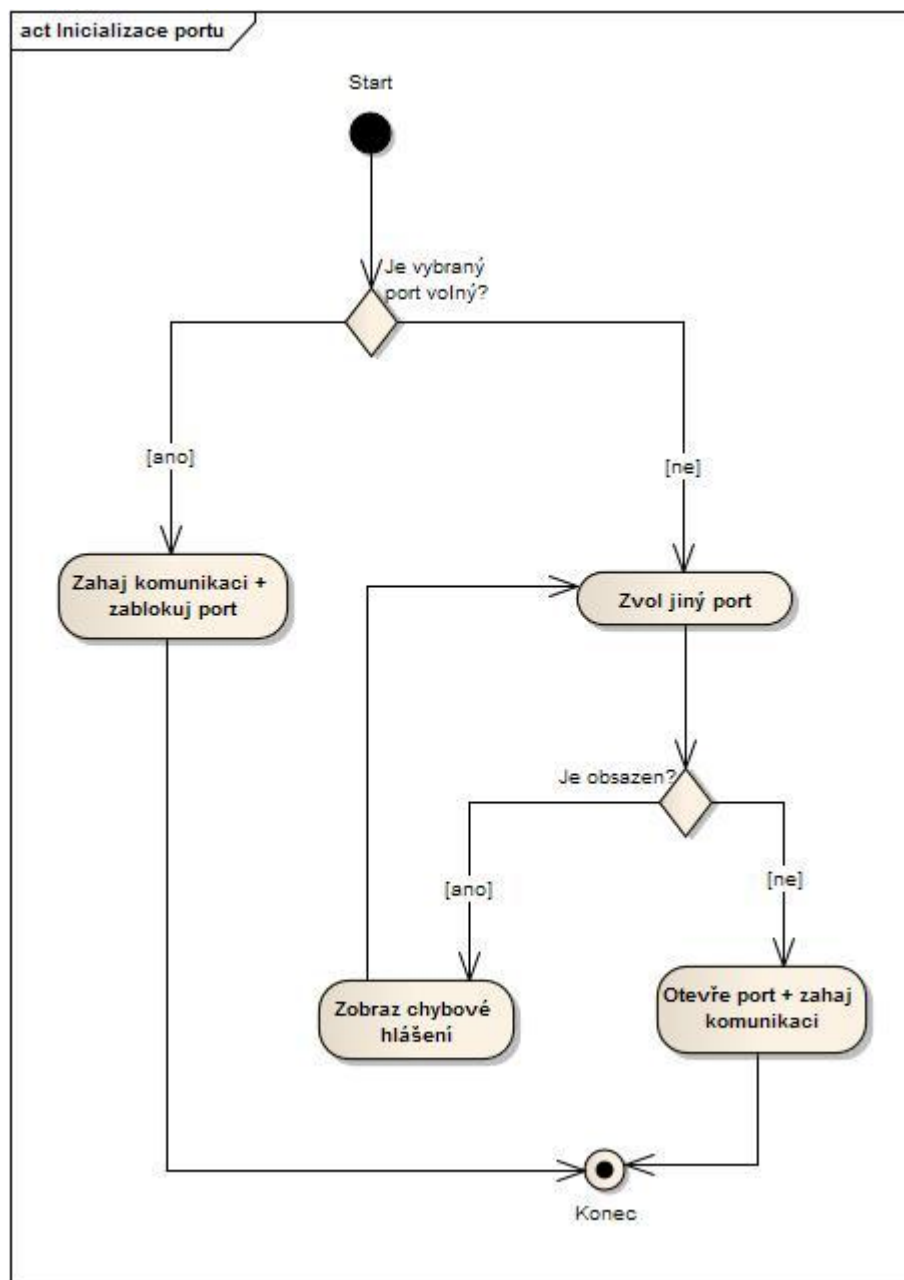 act Inicializace portu
Start
Je vybraný
port volný?
[ano]
[ne]
Zahaj komunikaci +
zablokuj port
Zvol jiný port
Je obsazen?
[ano]
[ne]
Zobraz chybové
hlášení
Otevře port + zahaj
komunikaci
Konec